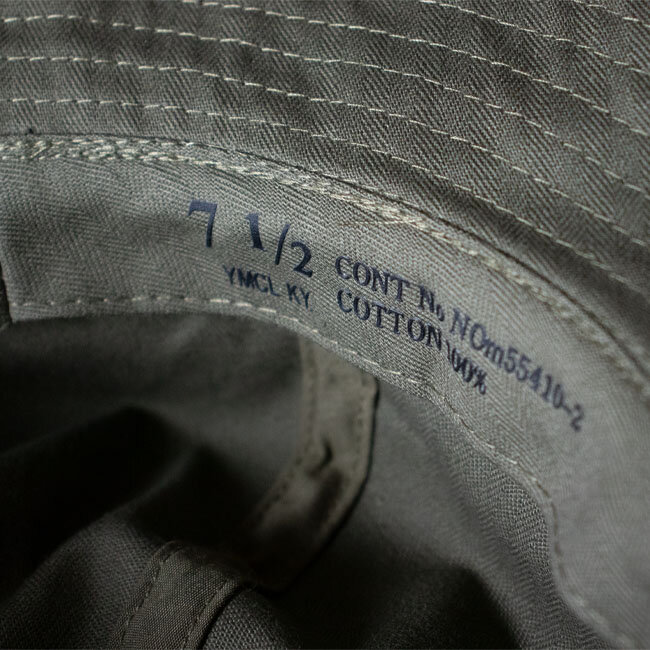 7 1/2
YMCL KY.
CONT No NOm55410-2
COTTON 100%